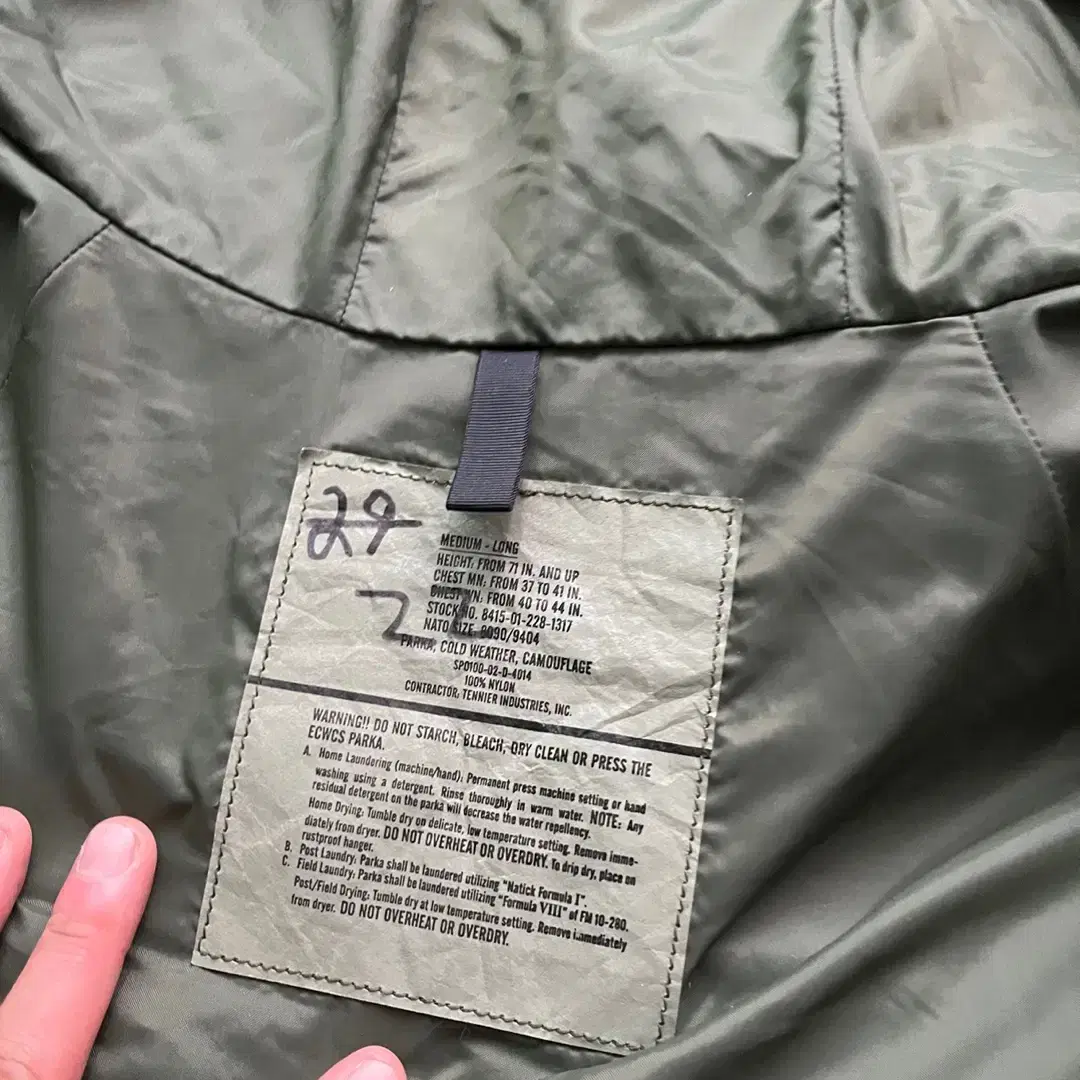 29
MEDIUM - LONG
HEIGHT: FROM 71 IN. AND UP
CHEST MN: FROM 37 TO 41 IN.
CHEST WN: FROM 40 TO 44 IN.
STOCK NO. 8415-01-228-1317
22
NATO SIZE: 8090/9404
PARKA, COLD WEATHER, CAMOUFLAGE
SPO100-02-D-4014
100% NYLON
CONTRACTOR: TENNIER INDUSTRIES, INC.
WARNING!! DO NOT STARCH, BLEACH, DRY CLEAN OR PRESS THE
ECWCS PARKA.
A. Home Laundering (machine/hand): Permanent press machine setting or hand
washing using a detergent. Rinse thoroughly in warm water. NOTE: Any
residual detergent on the parka will decrease the water repellency.
Home Drying: Tumble dry on delicate, low temperature setting. Remove imme-
diately from dryer. DO NOT OVERHEAT OR OVERDRY. To drip dry, place on
rustproof hanger.
B. Post Laundry: Parka shall be laundered utilizing "Natick Formula I".
C. Field Laundry: Parka shall be laundered utilizing "Formula VIII" of FM 10-280.
Post/Field Drying: Tumble dry at low temperature setting. Remove immediately
from dryer. DO NOT OVERHEAT OR OVERDRY.